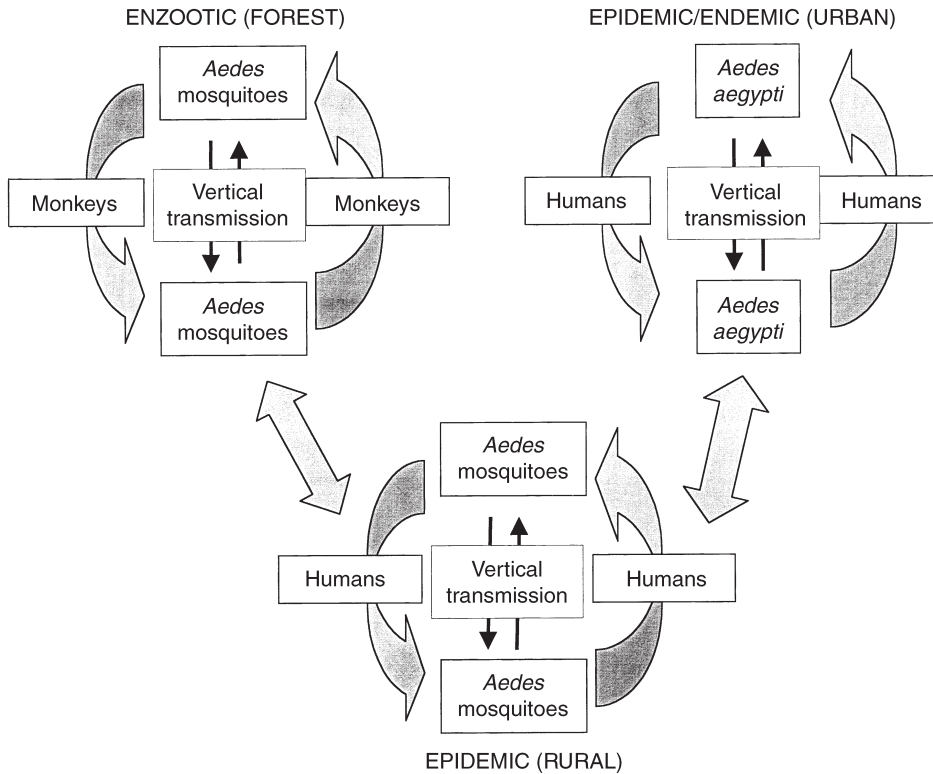 ENZOOTIC (FOREST)
Aedes
mosquitoes
Monkeys
Vertical
transmission
Monkeys
Aedes
mosquitoes
EPIDEMIC/ENDEMIC (URBAN)
Aedes
aegypti
Humans
Vertical
transmission
Humans
Aedes
aegypti
Aedes
mosquitoes
Humans
Vertical
transmission
Humans
Aedes
mosquitoes
EPIDEMIC (RURAL)